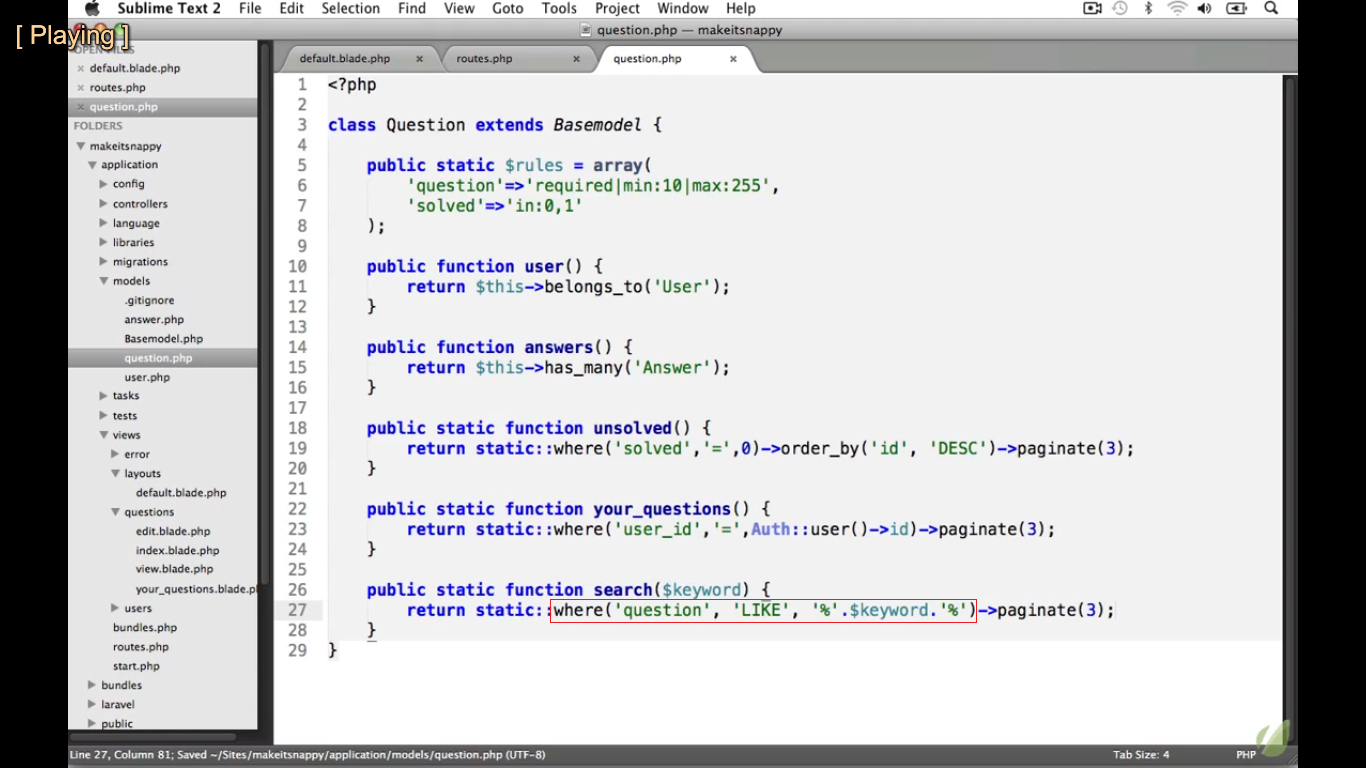 Sublime Text 2 File Edit Selection Find View Goto Tools Project Window Help
[ Playing ]
question.php — makeitsnappy
OPEN FILES
default.blade.php
routes.php
question.php
FOLDERS
makeitsnappy
application
config
controllers
language
libraries
migrations
models
.gitignore
answer.php
Basemodel.php
question.php
user.php
tasks
tests
views
error
layouts
default.blade.php
questions
edit.blade.php
index.blade.php
view.blade.php
your_questions.blade.p
users
bundles.php
routes.php
start.php
bundles
laravel
public
default.blade.php × routes.php × question.php ×
1 <?php
2
3 class Question extends Basemodel {
4
5 public static $rules = array(
6 'question'=>'required|min:10|max:255',
7 'solved'=>'in:0,1'
8 );
9
10 public function user() {
11 return $this->belongs_to('User');
12 }
13
14 public function answers() {
15 return $this->has_many('Answer');
16 }
17
18 public static function unsolved() {
19 return static::where('solved','=',0)->order_by('id', 'DESC')->paginate(3);
20 }
21
22 public static function your_questions() {
23 return static::where('user_id','=',Auth::user()->id)->paginate(3);
24 }
25
26 public static function search($keyword) {
27 return static::where('question', 'LIKE', '%'.$keyword.'%')->paginate(3);
28 }
29 }
Line 27, Column 81; Saved ~/Sites/makeitsnappy/application/models/question.php (UTF-8) Tab Size: 4 PHP